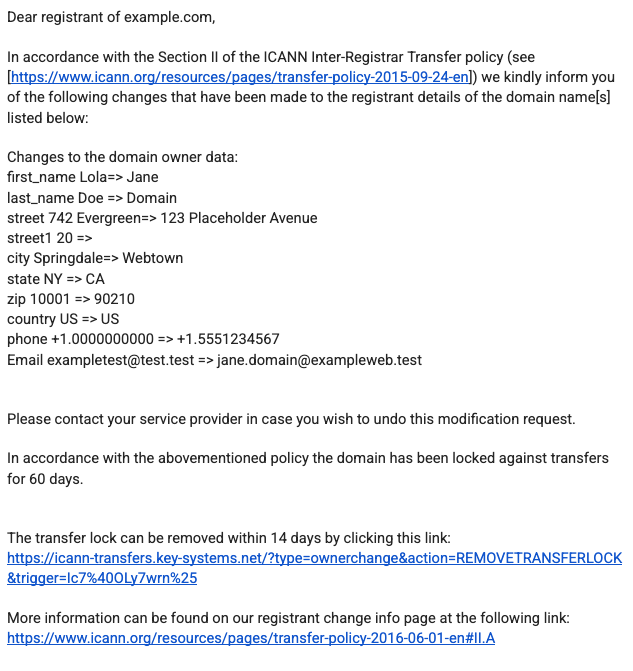 Dear registrant of example.com,
In accordance with the Section II of the ICANN Inter-Registrar Transfer policy (see
[https://www.icann.org/resources/pages/transfer-policy-2015-09-24-en]) we kindly inform you
of the following changes that have been made to the registrant details of the domain name[s]
listed below:
Changes to the domain owner data:
first_name Lola=> Jane
last_name Doe => Domain
street 742 Evergreen=> 123 Placeholder Avenue
street1 20 =>
city Springdale=> Webtown
state NY => CA
zip 10001 => 90210
country US => US
phone +1.0000000000 => +1.5551234567
Email exampletest@test.test => jane.domain@exampleweb.test
Please contact your service provider in case you wish to undo this modification request.
In accordance with the abovementioned policy the domain has been locked against transfers
for 60 days.
The transfer lock can be removed within 14 days by clicking this link:
https://icann-transfers.key-systems.net/?type=ownerchange&action=REMOVETRANSFERLOCK
&trigger=Ic7%40OLy7wrn%25
More information can be found on our registrant change info page at the following link:
https://www.icann.org/resources/pages/transfer-policy-2016-06-01-en#II.A